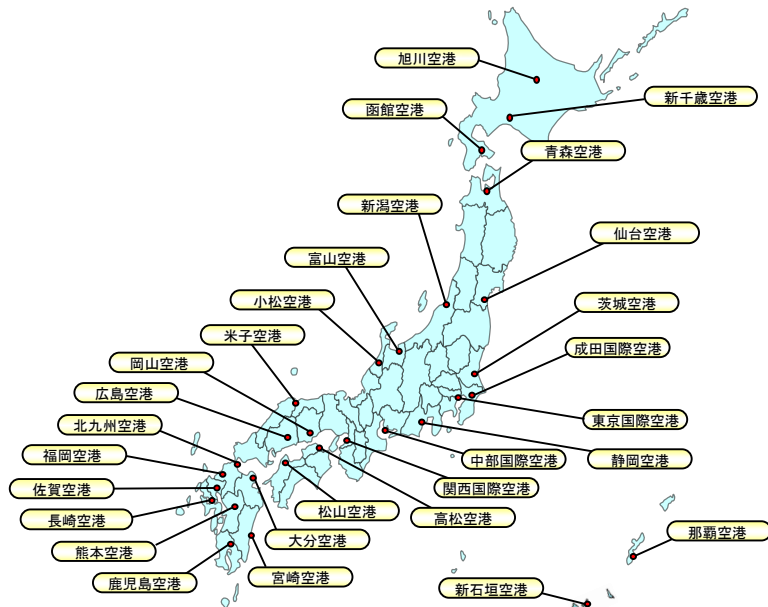 旭川空港
新千歳空港
函館空港
青森空港
新潟空港
仙台空港
富山空港
小松空港
茨城空港
米子空港
成田国際空港
岡山空港
広島空港
東京国際空港
北九州空港
福岡空港
中部国際空港
静岡空港
佐賀空港
関西国際空港
長崎空港
松山空港
高松空港
那覇空港
熊本空港
大分空港
鹿児島空港
宮崎空港
新石垣空港